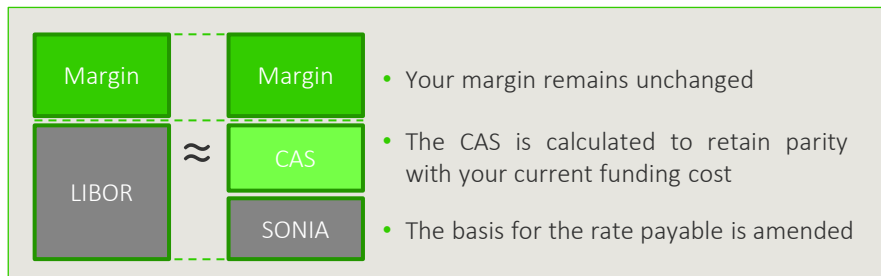 Margin
Margin
• Your margin remains unchanged
LIBOR
≈
CAS
• The CAS is calculated to retain parity
with your current funding cost
SONIA
• The basis for the rate payable is amended